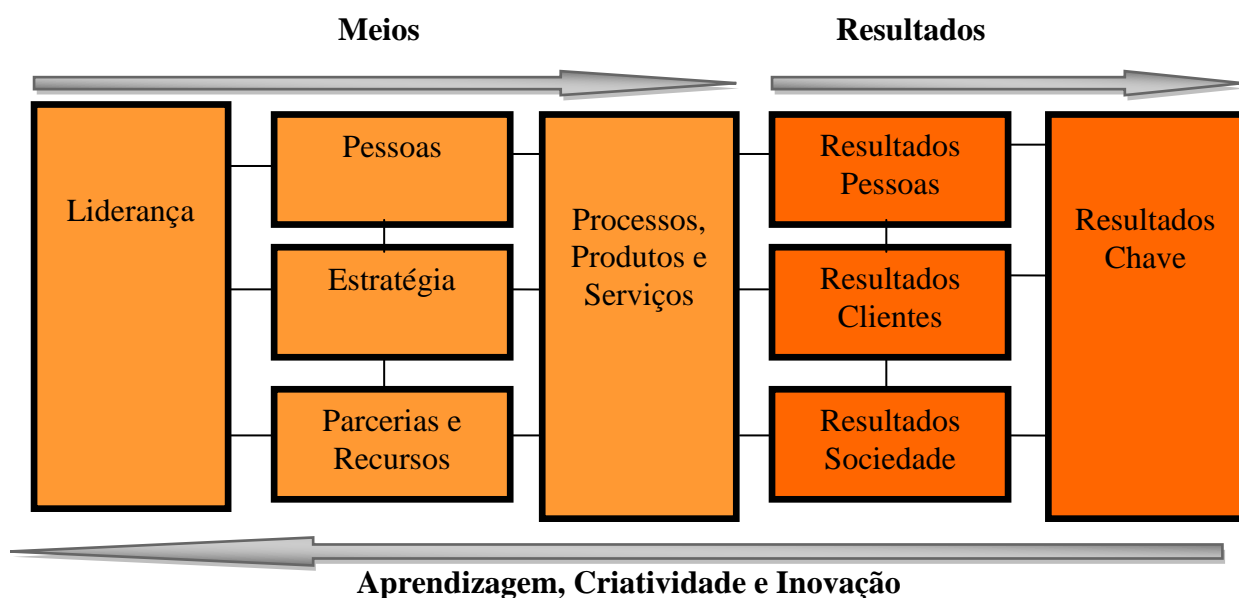 Meios
Resultados
Liderança
Pessoas
Estratégia
Parcerias e
Recursos
Processos,
Produtos e
Serviços
Resultados
Pessoas
Resultados
Clientes
Resultados
Sociedade
Resultados
Chave
Aprendizagem, Criatividade e Inovação